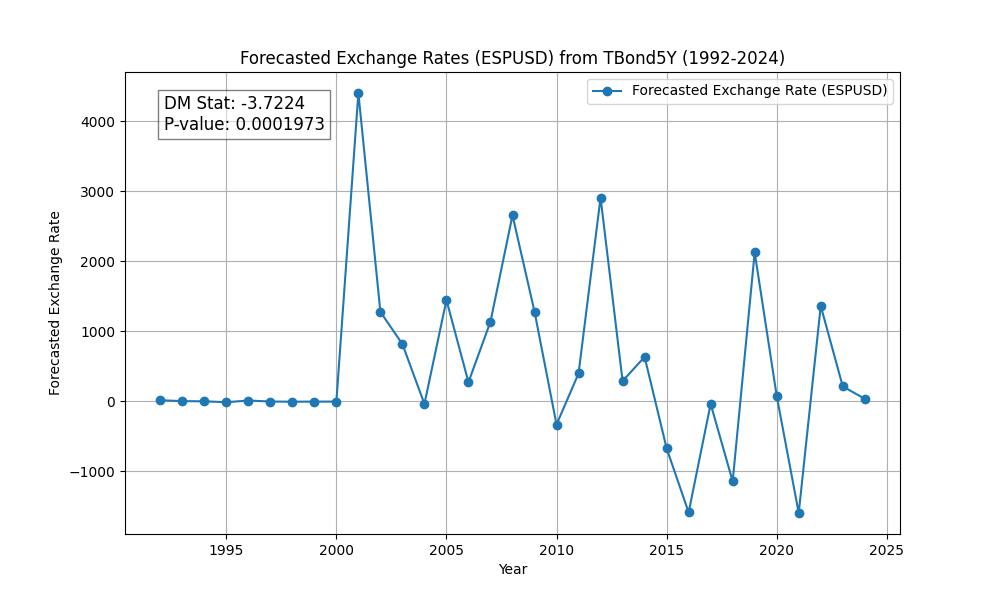 Forecasted Exchange Rates (ESPUSD) from TBond5Y (1992-2024)
DM Stat: -3.7224
P-value: 0.0001973
Forecasted Exchange Rate (ESPUSD)
Forecasted Exchange Rate
4000
3000
2000
1000
0
−1000
1995 2000 2005 2010 2015 2020 2025
Year